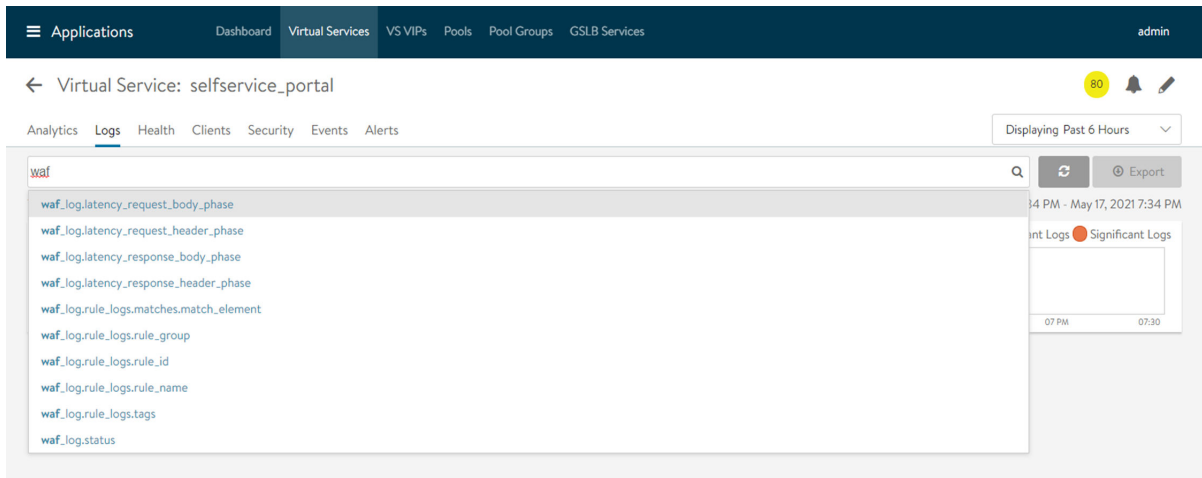 Applications Dashboard Virtual Services VS VIPs Pools Pool Groups GSLB Services admin
Virtual Service: selfservice_portal 80
Analytics Logs Health Clients Security Events Alerts Displaying Past 6 Hours
waf Export
waf_log.latency_request_body_phase 34 PM - May 17, 2021 7:34 PM
waf_log.latency_request_header_phase Logs Significant Logs
waf_log.latency_response_body_phase
waf_log.latency_response_header_phase
waf_log.rule_logs.matches.match_element
07 PM 07:30
waf_log.rule_logs.rule_group
waf_log.rule_logs.rule_id
waf_log.rule_logs.rule_name
waf_log.rule_logs.tags
waf_log.status